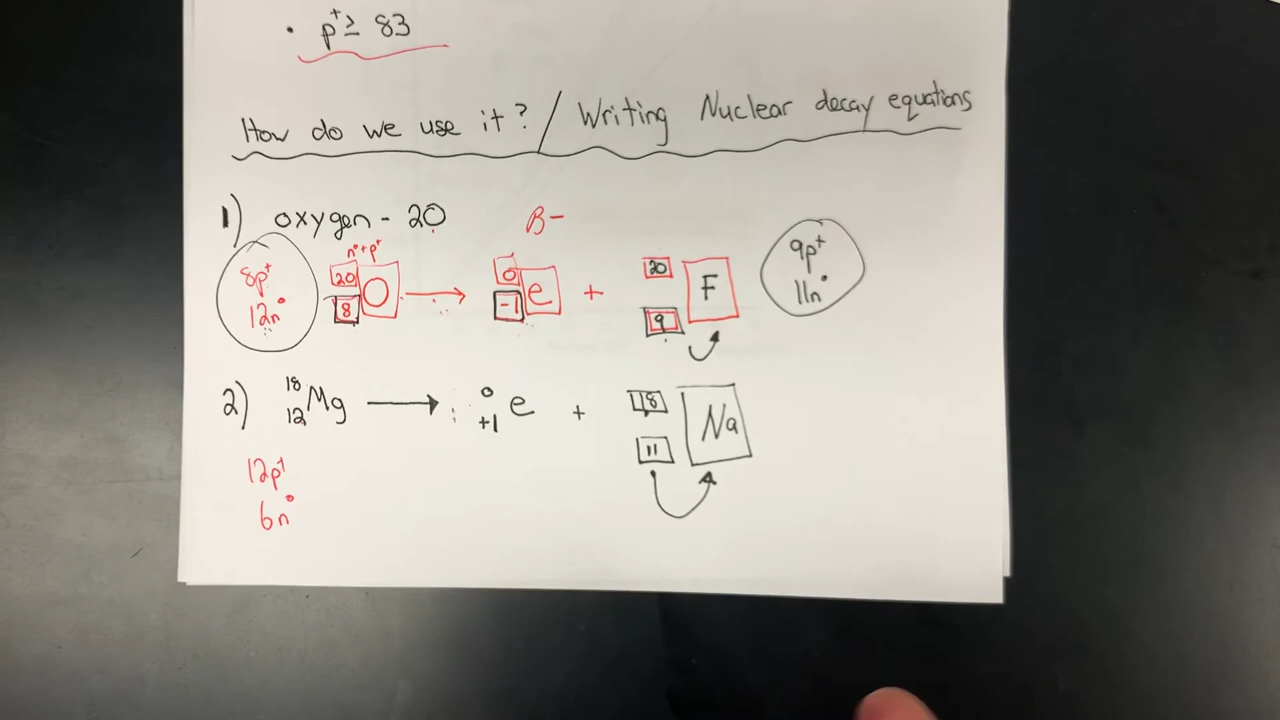 • p⁺ ≥ 83
How do we use it? / Writing Nuclear decay equations
1) oxygen - 20 B-
8p⁺ 12n° n°+p⁺ 20 8 O → 0 -1 e + 20 9 F 9p⁺ 11n°
2) 18 12 Mg → 0 +1 e + 18 11 Na
12p⁺
6n°